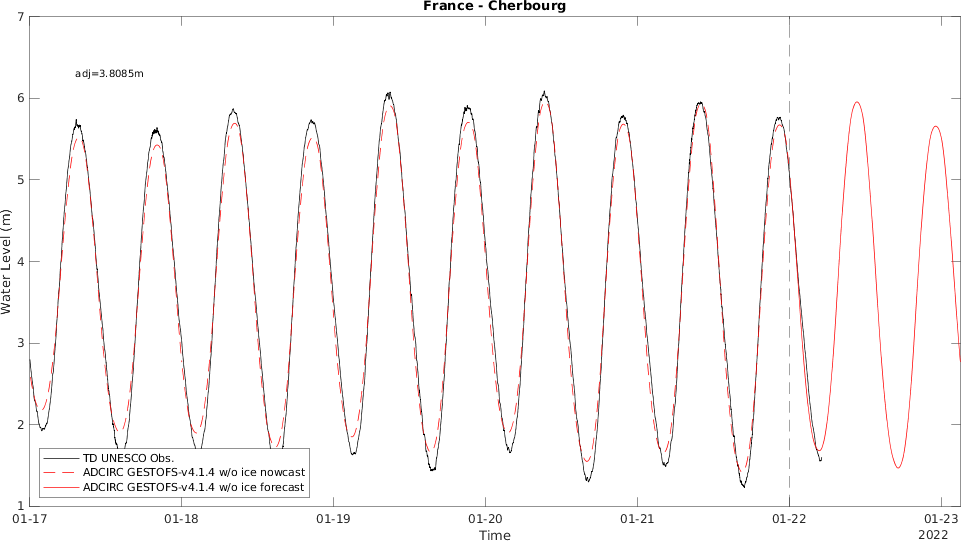 France - Cherbourg
7
6
5
4
3
2
1
Water Level (m)
adj=3.8085m
TD UNESCO Obs.
ADCIRC GESTOFS-v4.1.4 w/o ice nowcast
ADCIRC GESTOFS-v4.1.4 w/o ice forecast
01-17 01-18 01-19 01-20 01-21 01-22 01-23
Time
2022